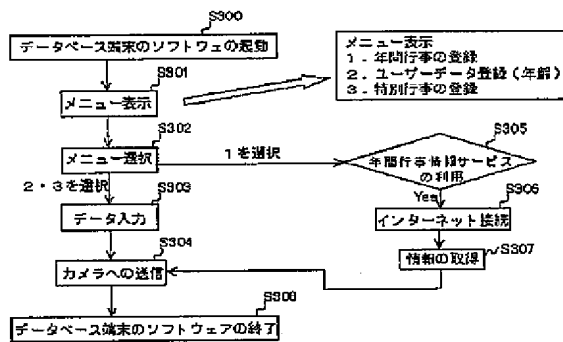 S300
データベース端末のソフトウェの起動
S301
メニュー表示
メニュー表示
1．年間行事の登録
2．ユーザーデータ登録（年齢）
3．特別行事の登録
S302
メニュー選択
1を選択
S305
年間行事情報サービス
の利用
2・3を選択
S303
データ入力
Yes
S306
インターネット接続
S304
カメラへの送信
S307
情報の取得
S308
データベース端末のソフトウェアの終了